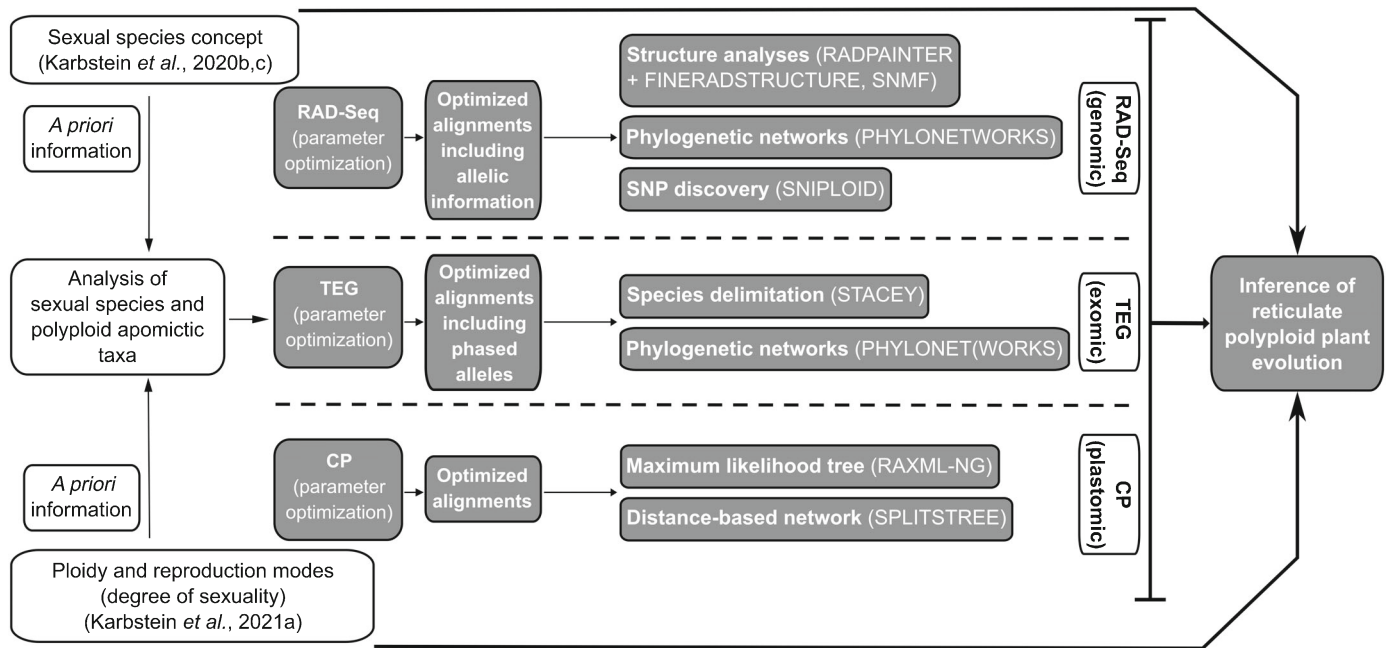 Sexual species concept
(Karbstein et al., 2020b,c)
A priori
information
Analysis of
sexual species and
polyploid apomictic
taxa
A priori
information
Ploidy and reproduction modes
(degree of sexuality)
(Karbstein et al., 2021a)
RAD-Seq
(parameter
optimization)
Optimized
alignments
including
allelic
information
Structure analyses (RADPAINTER
+ FINERADSTRUCTURE, SNMF)
Phylogenetic networks (PHYLONETWORKS)
SNP discovery (SNIPLOID)
RAD-Seq
(genomic)
TEG
(parameter
optimization)
Optimized
alignments
including
phased
alleles
Species delimitation (STACEY)
Phylogenetic networks (PHYLONET(WORKS)
TEG
(exomic)
CP
(parameter
optimization)
Optimized
alignments
Maximum likelihood tree (RAXML-NG)
Distance-based network (SPLITSTREE)
CP
(plastomic)
Inference of
reticulate
polyploid plant
evolution